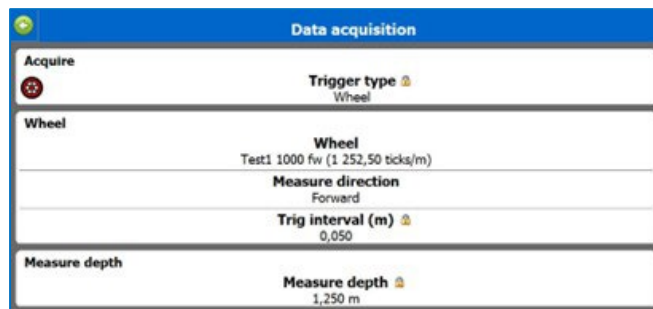 Data acquisition
Acquire
Trigger type
Wheel
Wheel
Wheel
Test1 1000 fw (1 252,50 ticks/m)
Measure direction
Forward
Trig interval (m)
0,050
Measure depth
Measure depth
1,250 m